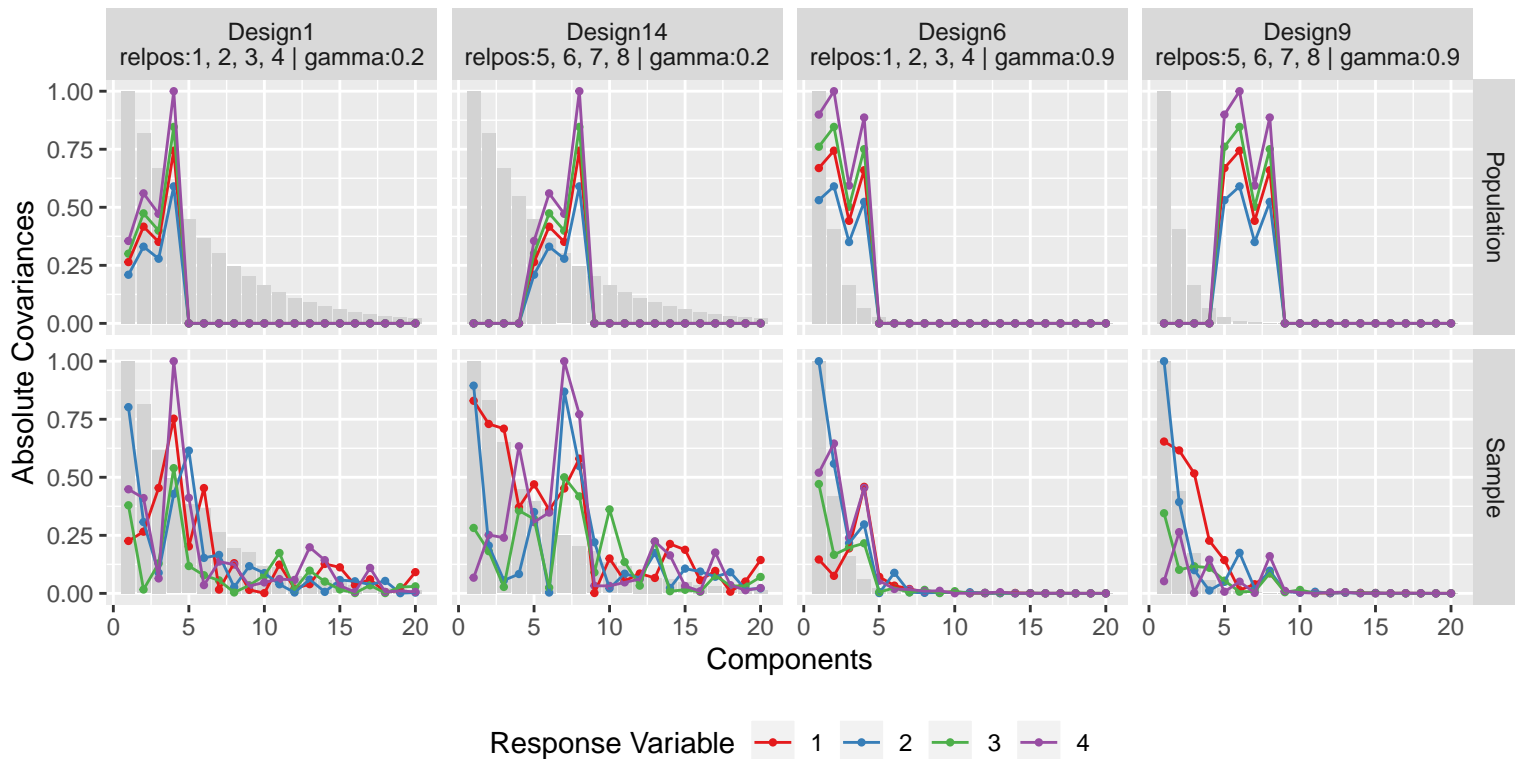 Design1
relpos:1, 2, 3, 4 | gamma:0.2
Design14
relpos:5, 6, 7, 8 | gamma:0.2
Design6
relpos:1, 2, 3, 4 | gamma:0.9
Design9
relpos:5, 6, 7, 8 | gamma:0.9
Absolute Covariances
1.00
0.75
0.50
0.25
0.00
Population
1.00
0.75
0.50
0.25
0.00
Sample
0 5 10 15 20
0 5 10 15 20
0 5 10 15 20
0 5 10 15 20
Components
Response Variable 1 2 3 4